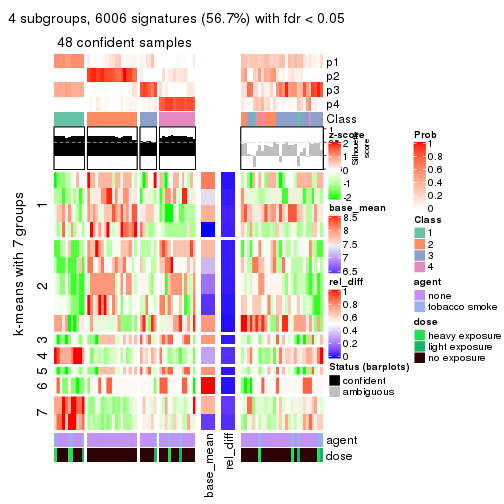 4 subgroups, 6006 signatures (56.7%) with fdr < 0.05
48 confident samples
p1
p2
p3
p4
Class
1
Silhouette
score
z-score
2
1
0
-1
-2
k-means with 7 groups
1
2
3
4
5
6
7
base_mean
8.5
8
7.5
7
6.5
rel_diff
1
0.8
0.6
0.4
0.2
0
Status (barplots)
confident
ambiguous
Prob
1
0.8
0.6
0.4
0.2
0
Class
1
2
3
4
agent
none
tobacco smoke
dose
heavy exposure
light exposure
no exposure
agent
dose
base_mean
rel_diff